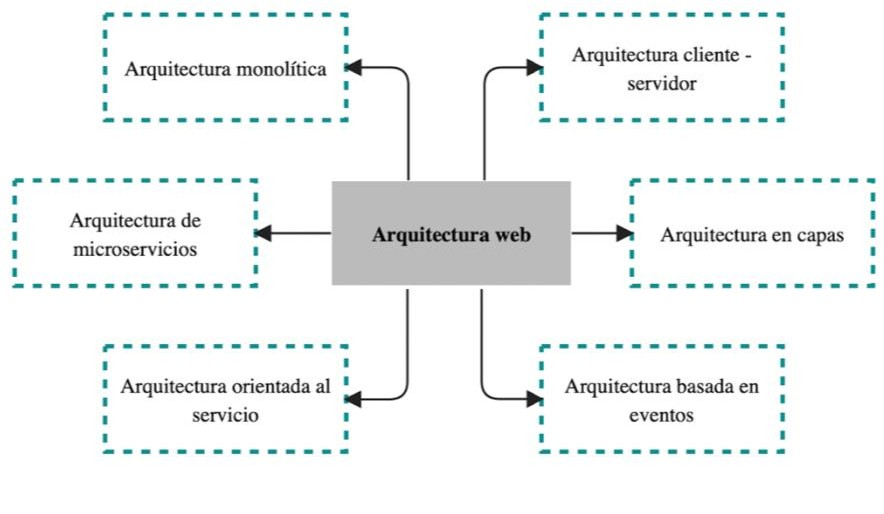 Arquitectura monolítica
Arquitectura cliente -
servidor
Arquitectura de
microservicios
Arquitectura web
Arquitectura en capas
Arquitectura orientada al
servicio
Arquitectura basada en
eventos